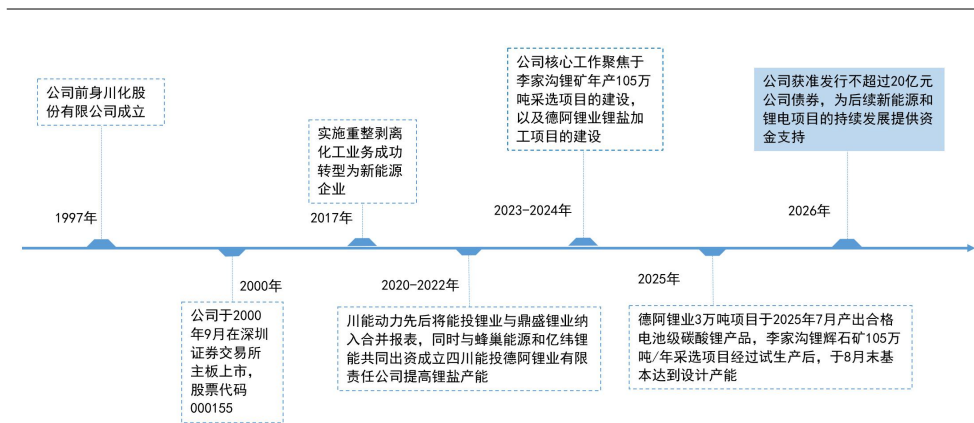 公司前身川化股
份有限公司成立
1997年
2000年
公司于2000
年9月在深圳
证券交易所
主板上市，
股票代码
000155
实施重整剥离
化工业务成功
转型为新能源
企业
2017年
2020-2022年
川能动力先后将能投锂业与鼎盛锂业纳
入合并报表，同时与蜂巢能源和亿纬锂
能共同出资成立四川能投德阿锂业有限
责任公司提高锂盐产能
公司核心工作聚焦于
李家沟锂矿年产105万
吨采选项目的建设，
以及德阿锂业锂盐加
工项目的建设
2023-2024年
2025年
德阿锂业3万吨项目于2025年7月产出合格
电池级碳酸锂产品，李家沟锂辉石矿105万
吨/年采选项目经过试生产后，于8月末基
本达到设计产能
公司获准发行不超过20亿元
公司债券，为后续新能源和
锂电项目的持续发展提供资
金支持
2026年